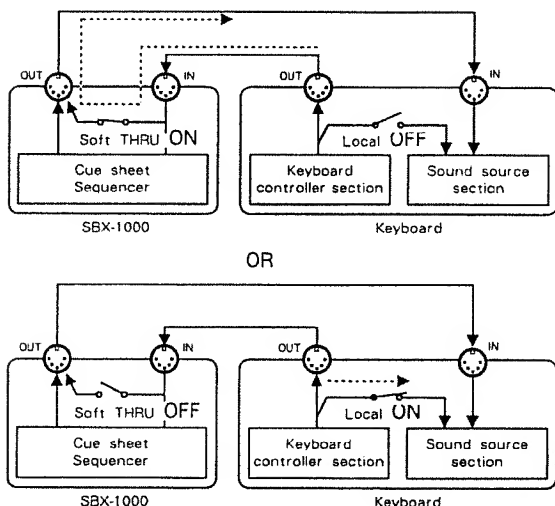 OUT
IN
OUT
IN
Soft THRU ON
Local OFF
Cue sheet
Sequencer
Keyboard
controller section
Sound source
section
SBX-1000
Keyboard
OR
OUT
IN
OUT
IN
Soft THRU OFF
Local ON
Cue sheet
Sequencer
Keyboard
controller section
Sound source
section
SBX-1000
Keyboard